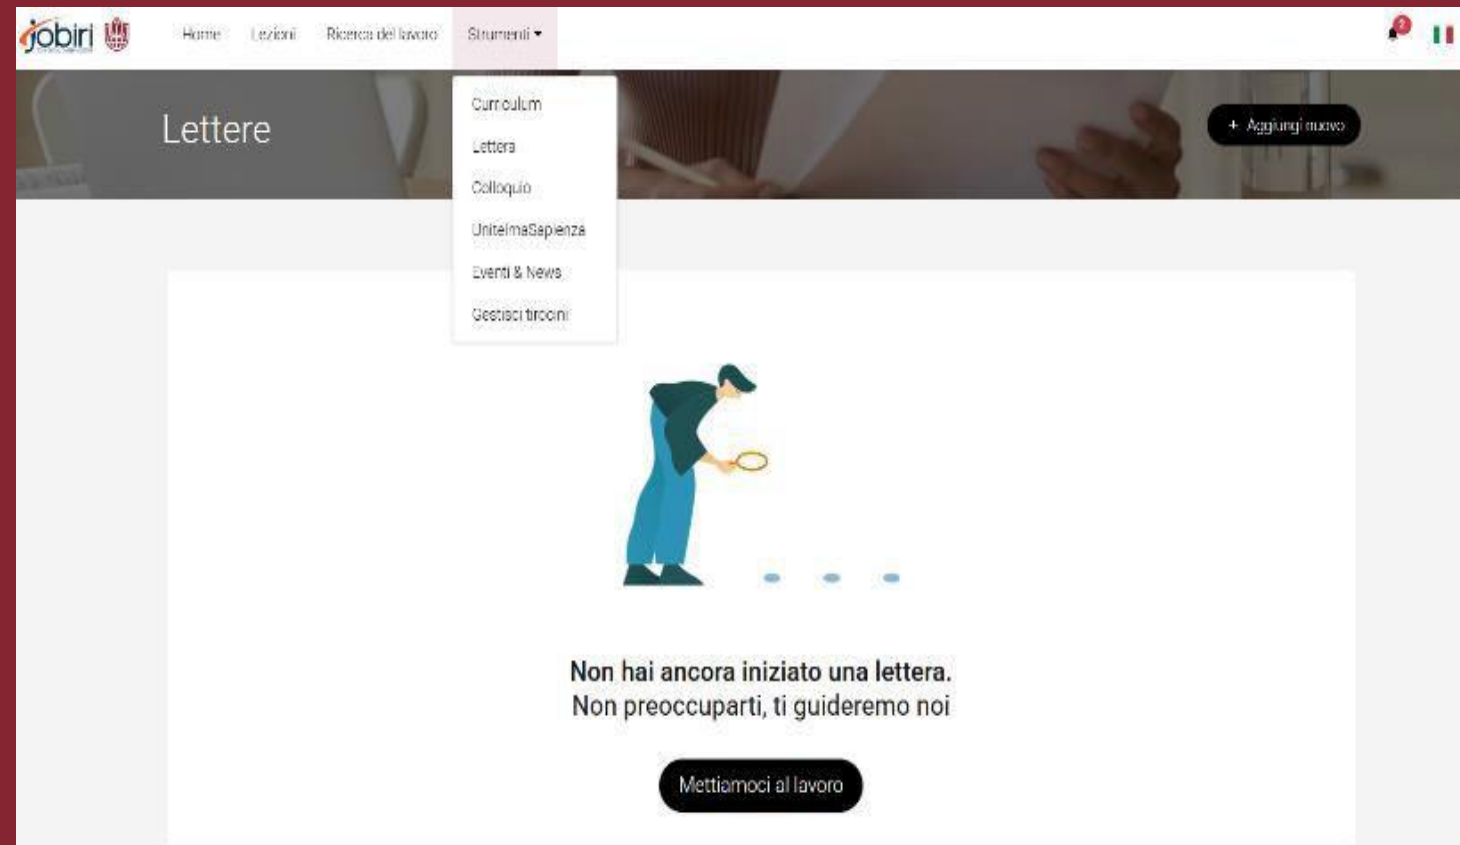 jobiri
Home Lezioni Ricerca del lavoro Strumenti
2
Lettere
+ Aggiungi nuovo
Curriculum
Lettera
Colloquio
UnitelmaSapienza
Eventi & News
Gestisci tirocini
Non hai ancora iniziato una lettera.
Non preoccuparti, ti guideremo noi
Mettiamoci al lavoro